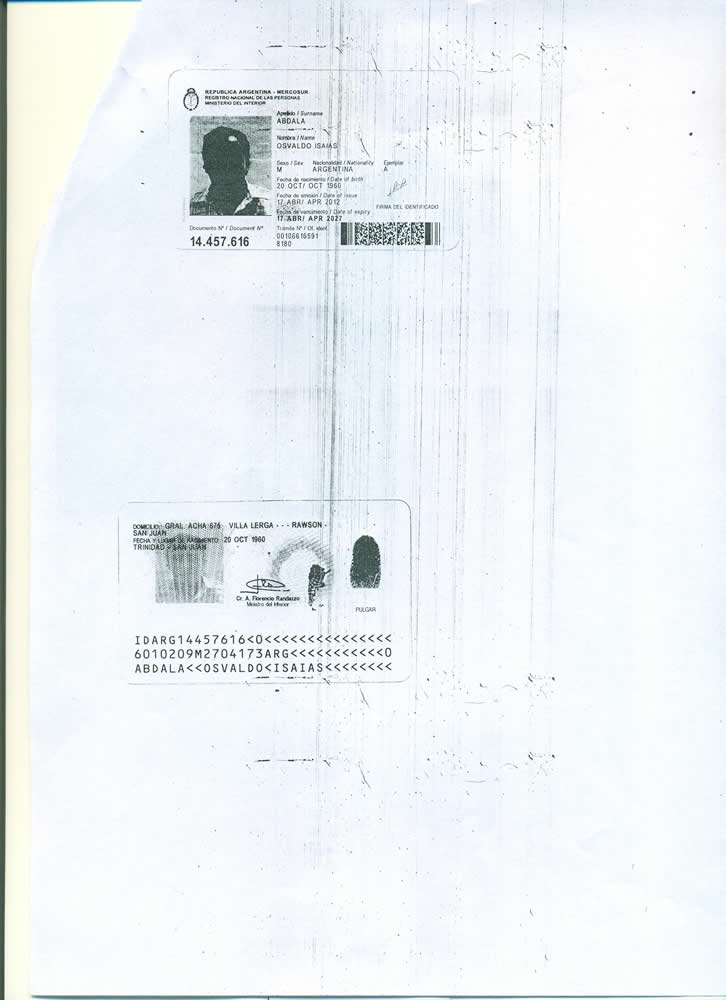 REPUBLICA ARGENTINA - MERCOSUR
REGISTRO NACIONAL DE LAS PERSONAS
MINISTERIO DEL INTERIOR
Apellido / Surname
ABDALA
Nombre / Name
OSVALDO ISAIAS
Sexo / Sex Nacionalidad / Nationality Ejemplar
M ARGENTINA A
Fecha de nacimiento / Date of birth
20 OCT/ OCT 1960
Fecha de emisión / Date of issue
17 ABR/ APR 2012
Fecha de vencimiento / Date of expiry
17 ABR/ APR 2027
FIRMA DEL IDENTIFICADO
Documento Nº / Document Nº
14.457.616
Trámite Nº / Of. ident.
00106616591
8180
DOMICILIO: GRAL ACHA 675 VILLA LERGA - - - RAWSON -
SAN JUAN
FECHA Y LUGAR DE NACIMIENTO: 20 OCT 1960
TRINIDAD - SAN JUAN
Cr. A. Florencio Randazzo
Ministro del Interior
PULGAR
IDARG14457616<0<<<<<<<<<<<<<<<
6010209M2704173ARG<<<<<<<<<<<0
ABDALA<<OSVALDO<ISAIAS<<<<<<<<